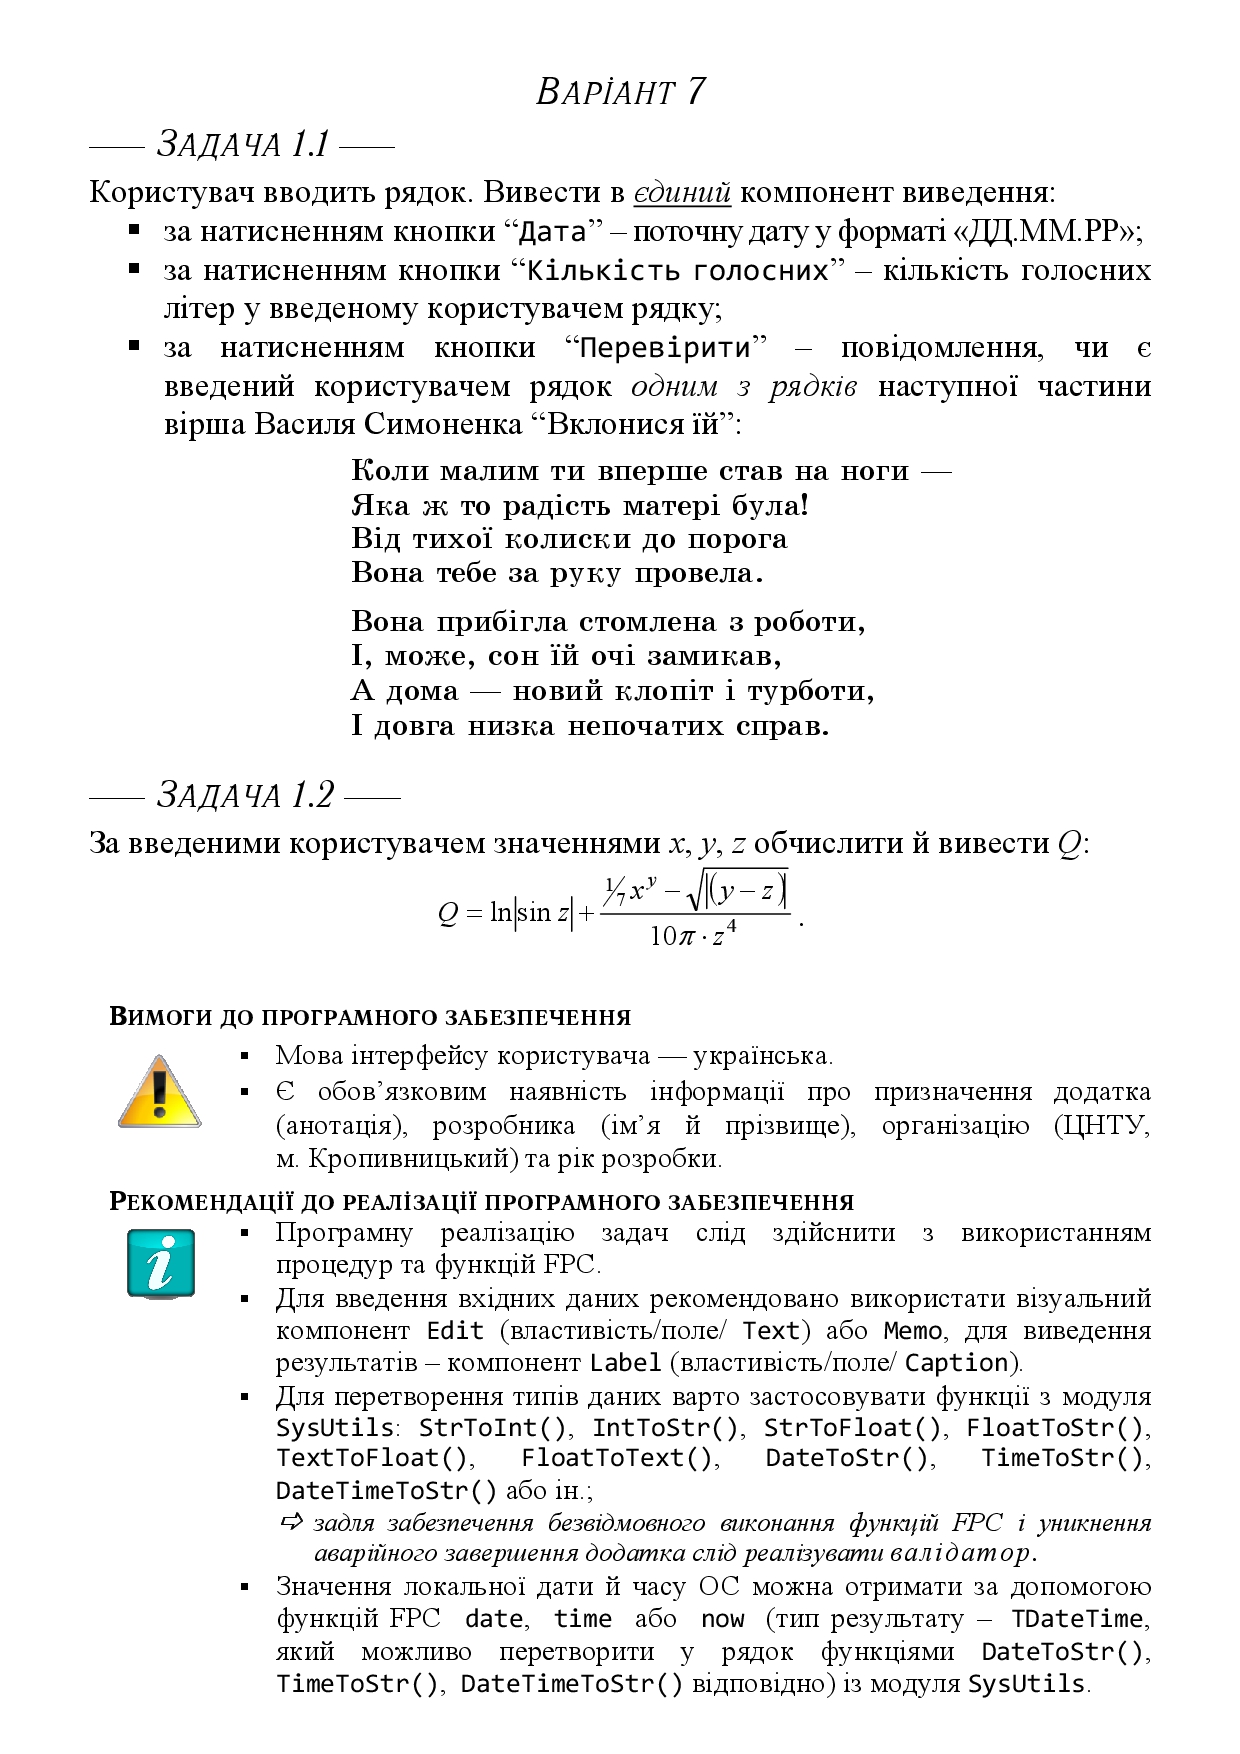 ВАРІАНТ 7
—— ЗАДАЧА 1.1 ——
Користувач вводить рядок. Вивести в єдиний компонент виведення:
▪ за натисненням кнопки “Дата” – поточну дату у форматі «ДД.ММ.РР»;
▪ за натисненням кнопки “Кількість голосних” – кількість голосних
літер у введеному користувачем рядку;
▪ за натисненням кнопки “Перевірити” – повідомлення, чи є
введений користувачем рядок одним з рядків наступної частини
вірша Василя Симоненка “Вклонися їй”:
Коли малим ти вперше став на ноги —
Яка ж то радість матері була!
Від тихої колиски до порога
Вона тебе за руку провела.
Вона прибігла стомлена з роботи,
І, може, сон їй очі замикав,
А дома — новий клопіт і турботи,
І довга низка непочатих справ.
—— ЗАДАЧА 1.2 ——
За введеними користувачем значеннями x, y, z обчислити й вивести Q:
Q = ln|sin z| + (1/7 x^y − √|(y − z)|) / (10π · z^4) .
ВИМОГИ ДО ПРОГРАМНОГО ЗАБЕЗПЕЧЕННЯ
▪ Мова інтерфейсу користувача — українська.
▪ Є обов’язковим наявність інформації про призначення додатка
(анотація), розробника (ім’я й прізвище), організацію (ЦНТУ,
м. Кропивницький) та рік розробки.
РЕКОМЕНДАЦІЇ ДО РЕАЛІЗАЦІЇ ПРОГРАМНОГО ЗАБЕЗПЕЧЕННЯ
▪ Програмну реалізацію задач слід здійснити з використанням
процедур та функцій FPC.
▪ Для введення вхідних даних рекомендовано використати візуальний
компонент Edit (властивість/поле/ Text) або Memo, для виведення
результатів – компонент Label (властивість/поле/ Caption).
▪ Для перетворення типів даних варто застосовувати функції з модуля
SysUtils: StrToInt(), IntToStr(), StrToFloat(), FloatToStr(),
TextToFloat(), FloatToText(), DateToStr(), TimeToStr(),
DateTimeToStr() або ін.;
⇨ задля забезпечення безвідмовного виконання функцій FPC і уникнення
аварійного завершення додатка слід реалізувати валідатор.
▪ Значення локальної дати й часу ОС можна отримати за допомогою
функцій FPC date, time або now (тип результату – TDateTime,
який можливо перетворити у рядок функціями DateToStr(),
TimeToStr(), DateTimeToStr() відповідно) із модуля SysUtils.